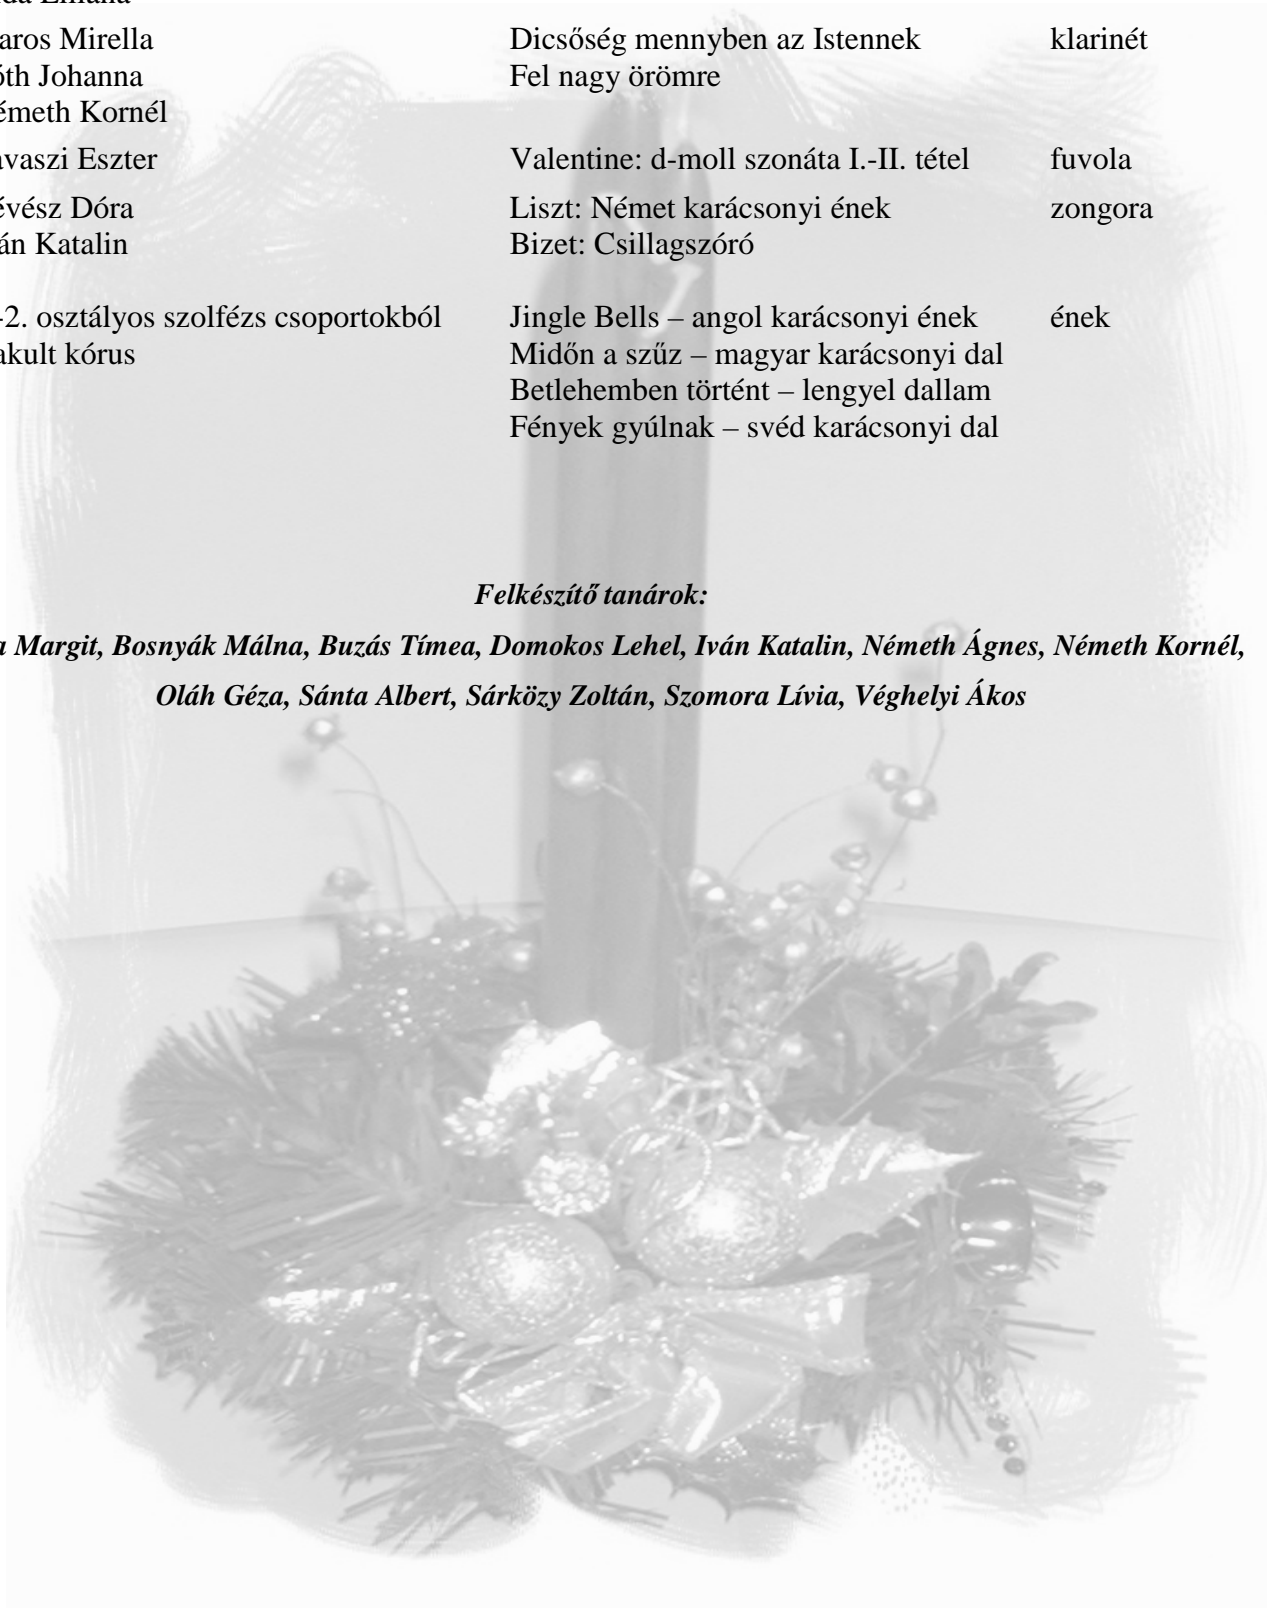 Liliana
aros Mirella Dicsőség mennyben az Istennek klarinét
óth Johanna Fel nagy örömre
émeth Kornél
avaszi Eszter Valentine: d-moll szonáta I.-II. tétel fuvola
évész Dóra Liszt: Német karácsonyi ének zongora
án Katalin Bizet: Csillagszóró
-2. osztályos szolfézs csoportokból Jingle Bells – angol karácsonyi ének ének
akult kórus Midőn a szűz – magyar karácsonyi dal
Betlehemben történt – lengyel dallam
Fények gyúlnak – svéd karácsonyi dal
Felkészítő tanárok:
a Margit, Bosnyák Málna, Buzás Tímea, Domokos Lehel, Iván Katalin, Németh Ágnes, Németh Kornél,
Oláh Géza, Sánta Albert, Sárközy Zoltán, Szomora Lívia, Véghelyi Ákos